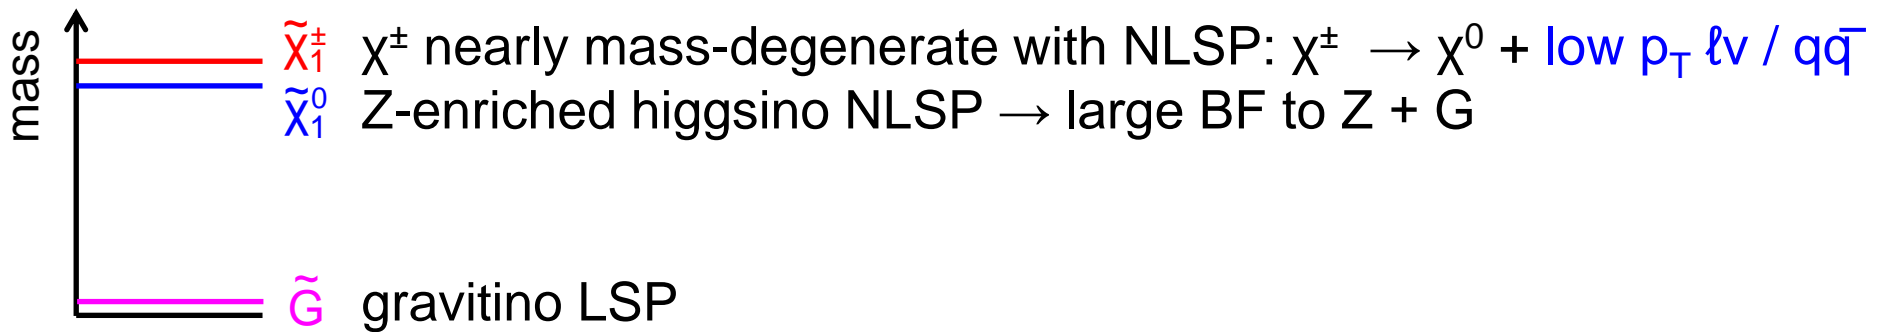 mass
χ̃₁± χ± nearly mass-degenerate with NLSP: χ± → χ⁰ + low p_T ℓν / qq̅
χ̃₁⁰ Z-enriched higgsino NLSP → large BF to Z + G
G̃ gravitino LSP